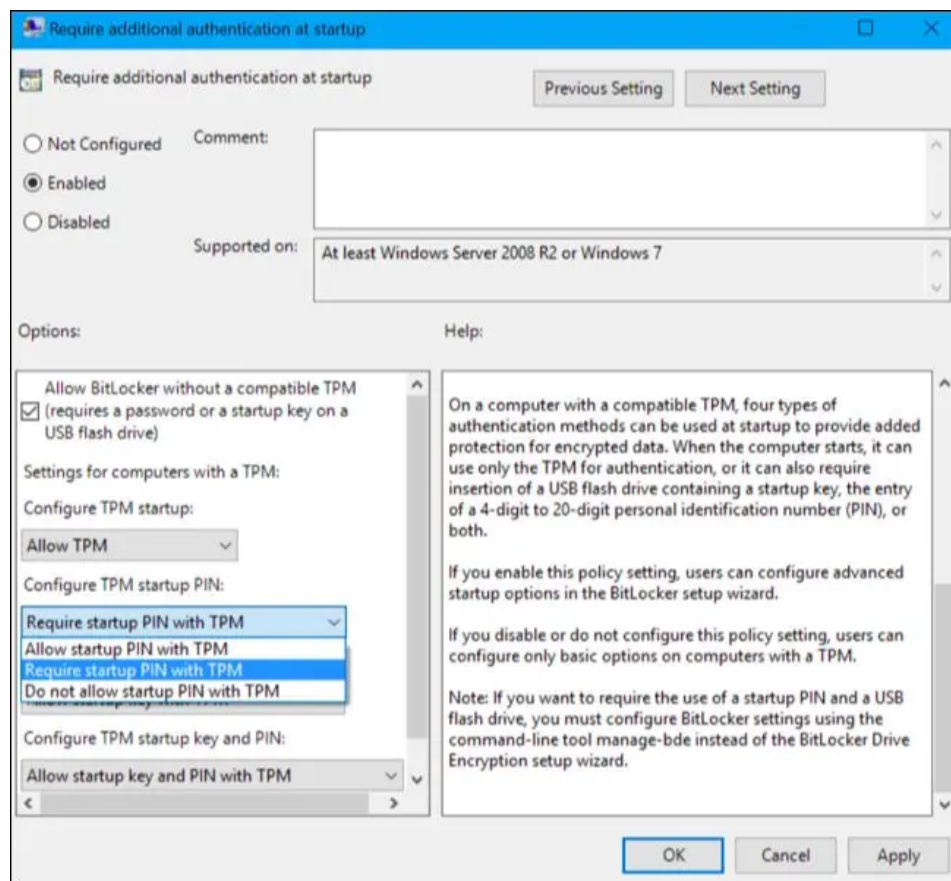 Require additional authentication at startup
Require additional authentication at startup
Previous Setting
Next Setting
Not Configured
Enabled
Disabled
Comment:
Supported on:
At least Windows Server 2008 R2 or Windows 7
Options:
Help:
Allow BitLocker without a compatible TPM
(requires a password or a startup key on a
USB flash drive)
Settings for computers with a TPM:
Configure TPM startup:
Allow TPM
Configure TPM startup PIN:
Require startup PIN with TPM
Allow startup PIN with TPM
Require startup PIN with TPM
Do not allow startup PIN with TPM
Configure TPM startup key and PIN:
Allow startup key and PIN with TPM
On a computer with a compatible TPM, four types of
authentication methods can be used at startup to provide added
protection for encrypted data. When the computer starts, it can
use only the TPM for authentication, or it can also require
insertion of a USB flash drive containing a startup key, the entry
of a 4-digit to 20-digit personal identification number (PIN), or
both.
If you enable this policy setting, users can configure advanced
startup options in the BitLocker setup wizard.
If you disable or do not configure this policy setting, users can
configure only basic options on computers with a TPM.
Note: If you want to require the use of a startup PIN and a USB
flash drive, you must configure BitLocker settings using the
command-line tool manage-bde instead of the BitLocker Drive
Encryption setup wizard.
OK
Cancel
Apply